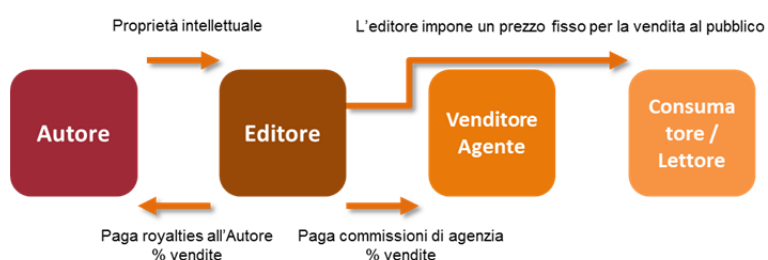 Proprietà intellettuale
L'editore impone un prezzo fisso per la vendita al pubblico
Autore
Editore
Venditore
Agente
Consuma
tore /
Lettore
Paga royalties all'Autore
% vendite
Paga commissioni di agenzia
% vendite